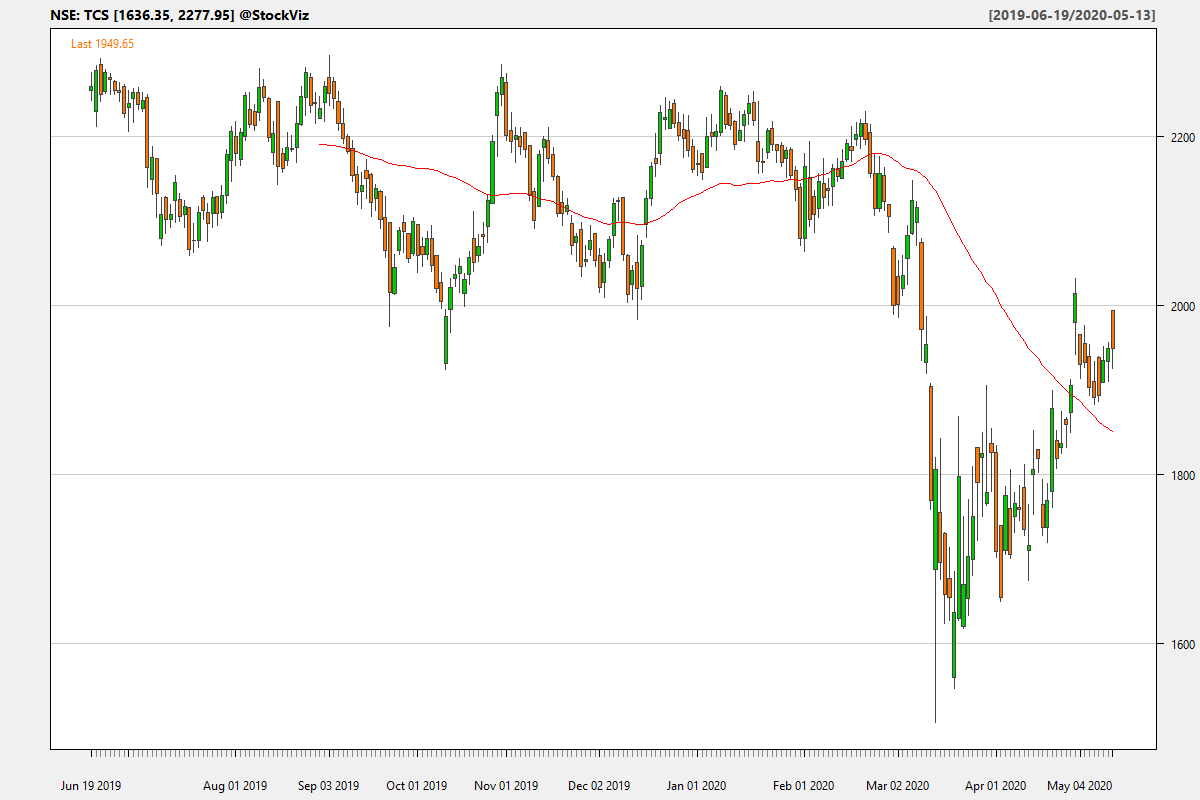 NSE: TCS [1636.35, 2277.95] @StockViz [2019-06-19/2020-05-13]
Last 1949.65
2200
2000
1800
1600
Jun 19 2019 Aug 01 2019 Sep 03 2019 Oct 01 2019 Nov 01 2019 Dec 02 2019 Jan 01 2020 Feb 01 2020 Mar 02 2020 Apr 01 2020 May 04 2020